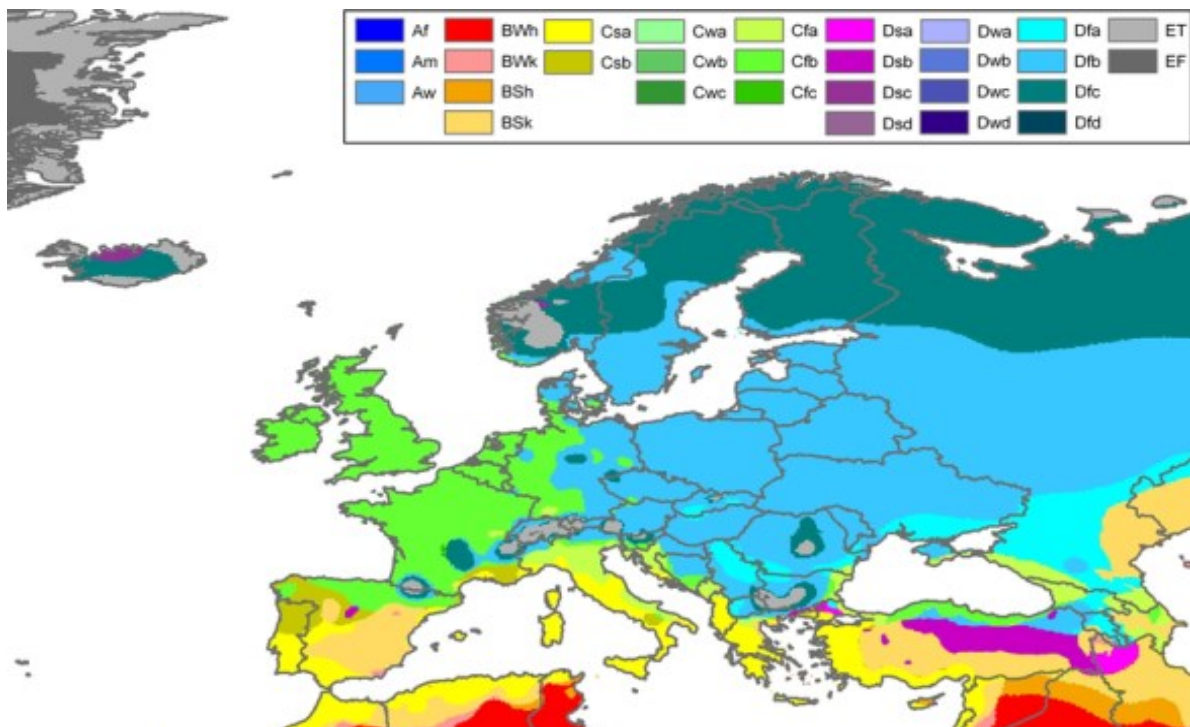 Af BWh Csa Cwa Cfa Dsa Dwa Dfa ET
Am BWk Csb Cwb Cfb Dsb Dwb Dfb EF
Aw BSh Cwc Cfc Dsc Dwc Dfc
BSk Dsd Dwd Dfd